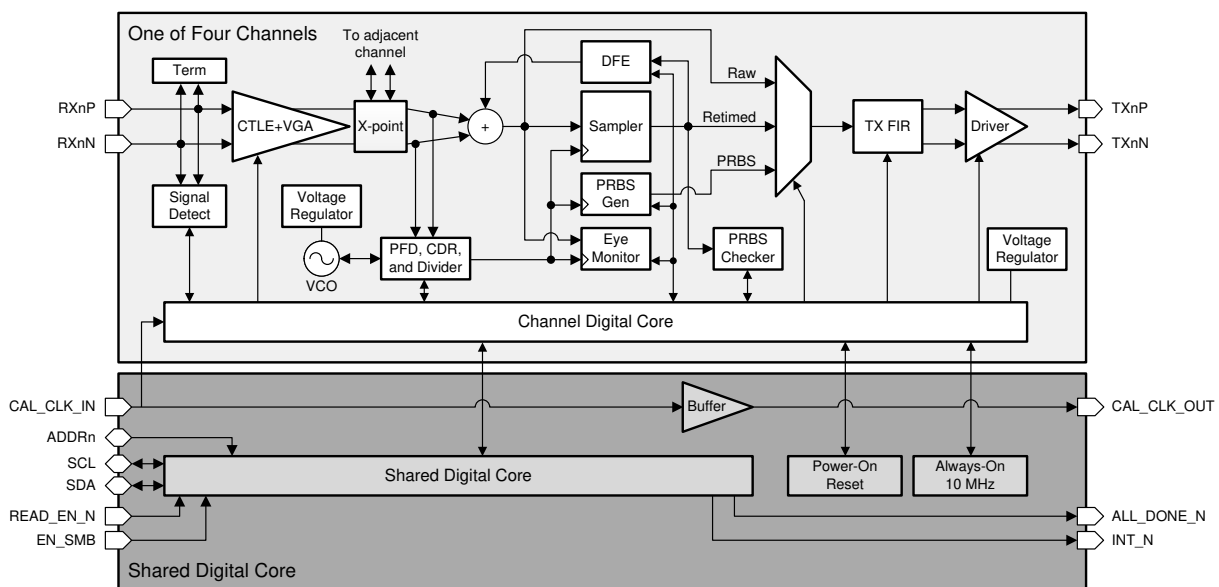 One of Four Channels
To adjacent
channel
Term
DFE
Raw
RXnP
RXnN
CTLE+VGA
X-point
+
Sampler
Retimed
TX FIR
Driver
TXnP
TXnN
PRBS
Signal
Detect
Voltage
Regulator
PRBS
Gen
VCO
PFD, CDR,
and Divider
Eye
Monitor
PRBS
Checker
Voltage
Regulator
Channel Digital Core
CAL_CLK_IN
Buffer
CAL_CLK_OUT
ADDRn
SCL
SDA
Shared Digital Core
Power-On
Reset
Always-On
10 MHz
READ_EN_N
EN_SMB
ALL_DONE_N
INT_N
Shared Digital Core